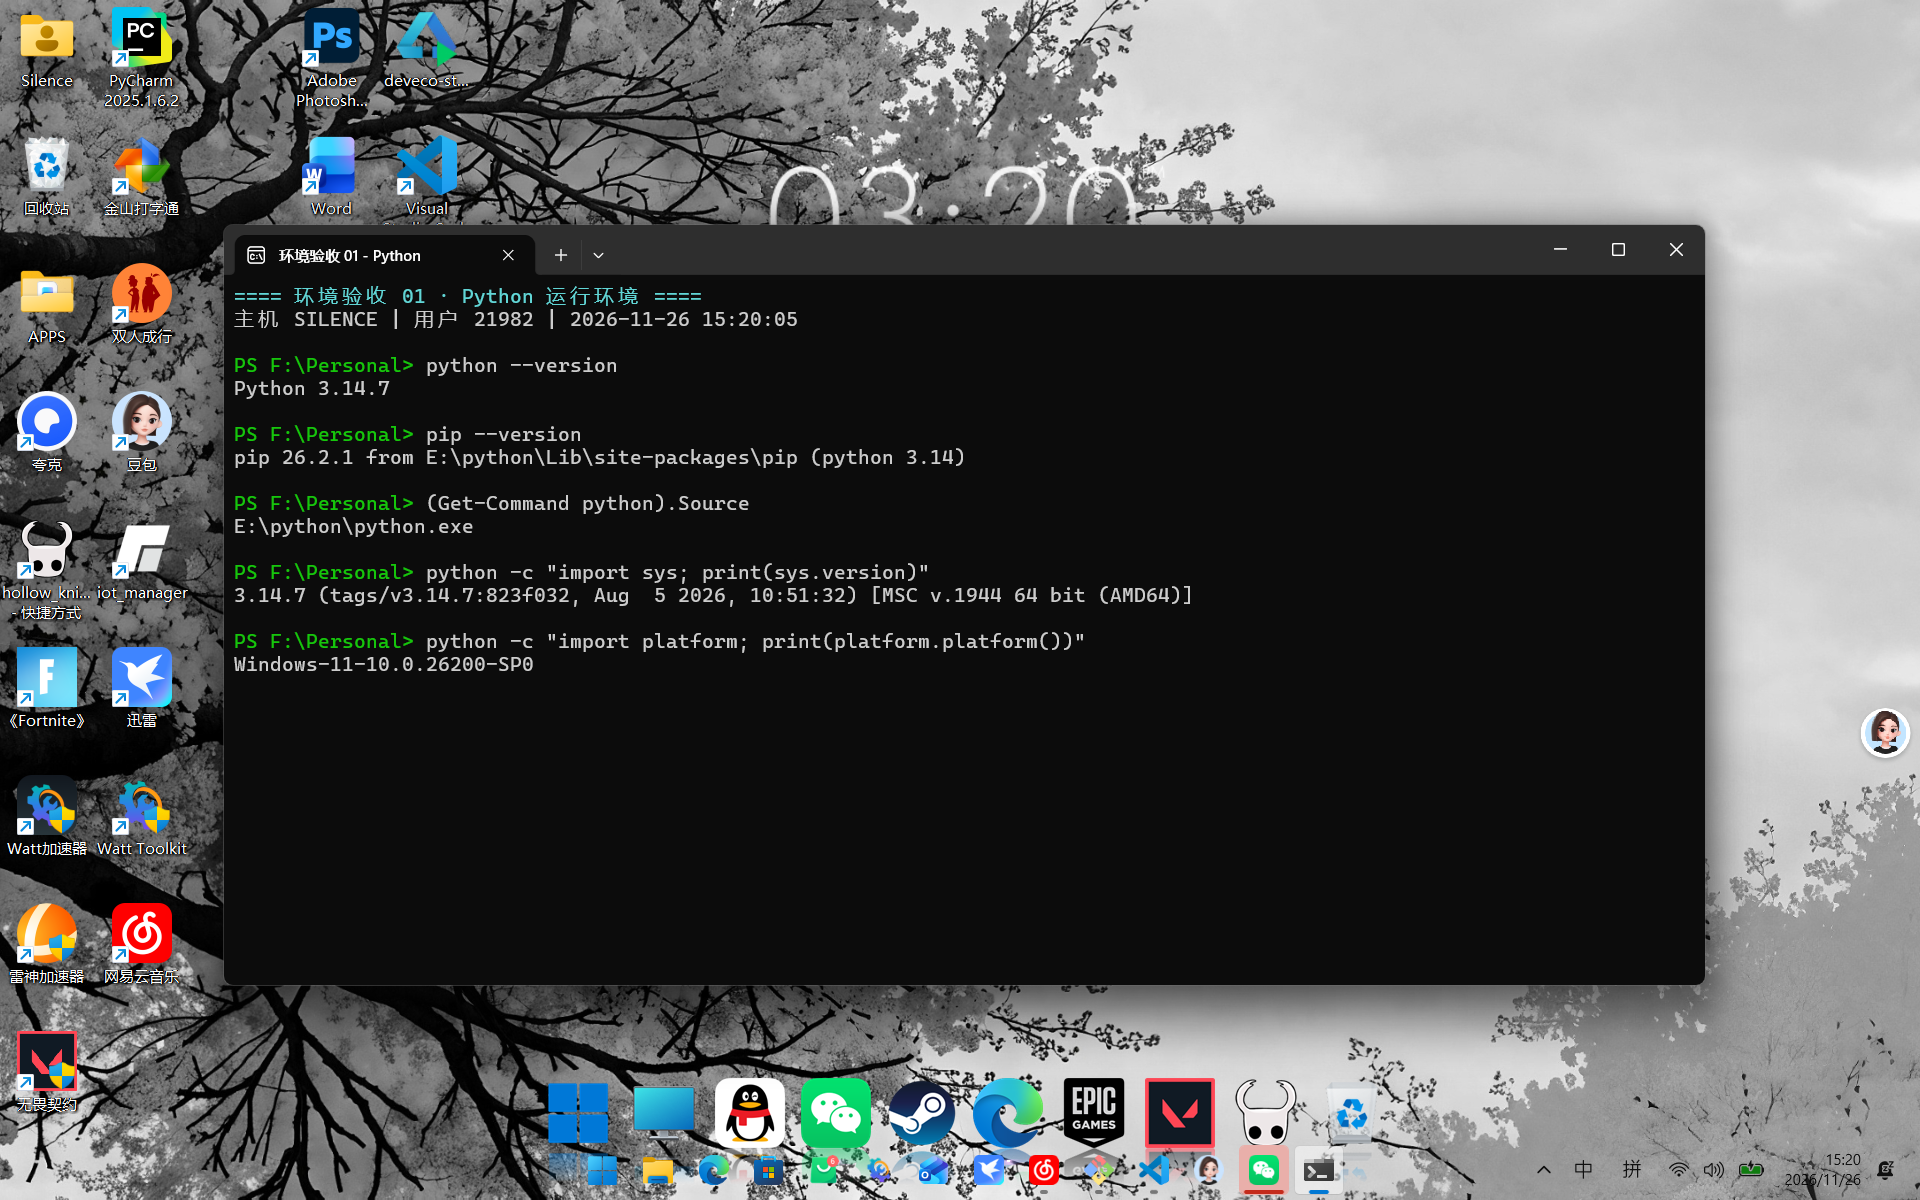 Silence
PyCharm
2025.1.6.2
Adobe
Photosh...
deveco-st...
回收站
金山打字通
Word
Visual
03:20
APPS
双人成行
夸克
豆包
hollow_kni...
- 快捷方式
iot_manager
《Fortnite》
迅雷
Watt加速器
Watt Toolkit
雷神加速器
网易云音乐
无畏契约
环境验收 01 - Python
==== 环境验收 01 · Python 运行环境 ====
主机 SILENCE | 用户 21982 | 2026-11-26 15:20:05
PS F:\Personal> python --version
Python 3.14.7
PS F:\Personal> pip --version
pip 26.2.1 from E:\python\Lib\site-packages\pip (python 3.14)
PS F:\Personal> (Get-Command python).Source
E:\python\python.exe
PS F:\Personal> python -c "import sys; print(sys.version)"
3.14.7 (tags/v3.14.7:823f032, Aug  5 2026, 10:51:32) [MSC v.1944 64 bit (AMD64)]
PS F:\Personal> python -c "import platform; print(platform.platform())"
Windows-11-10.0.26200-SP0
EPIC
GAMES
中
拼
15:20
2026/11/26